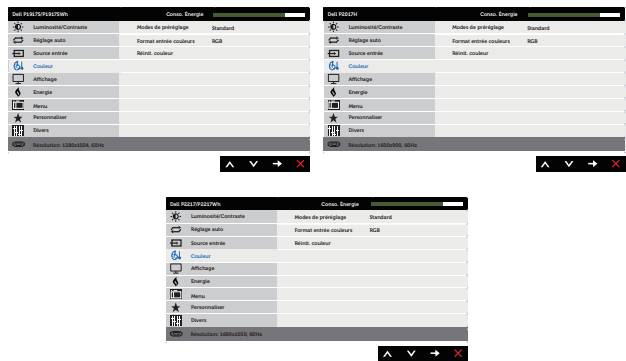 Dell P1917S/P1917SWh Conso. Énergie
Luminosité/Contraste Modes de préréglage Standard
Réglage auto Format entrée couleurs RGB
Source entrée Réinit. couleur
Couleur
Affichage
Energie
Menu
Personnaliser
Divers
Résolution: 1280x1024, 60Hz
Dell P2017H Conso. Énergie
Luminosité/Contraste Modes de préréglage Standard
Réglage auto Format entrée couleurs RGB
Source entrée Réinit. couleur
Couleur
Affichage
Energie
Menu
Personnaliser
Divers
Résolution: 1600x900, 60Hz
Dell P2217/P2217Wh Conso. Énergie
Luminosité/Contraste Modes de préréglage Standard
Réglage auto Format entrée couleurs RGB
Source entrée Réinit. couleur
Couleur
Affichage
Energie
Menu
Personnaliser
Divers
Résolution: 1680x1050, 60Hz